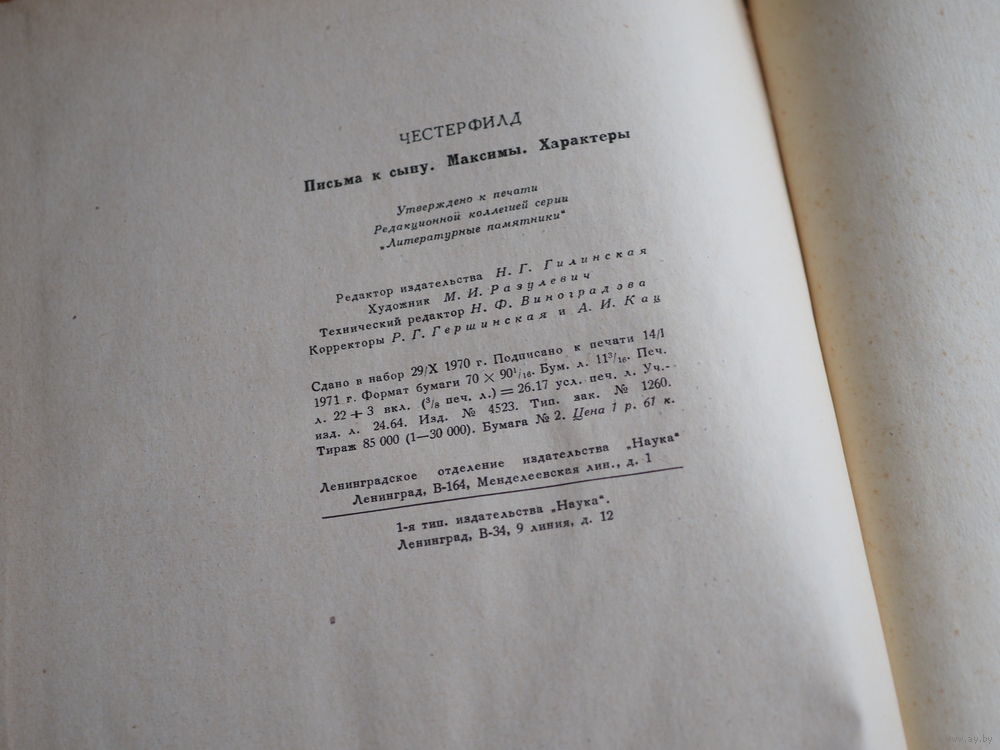 ЧЕСТЕРФИЛД
Письма к сыну. Максимы. Характеры
Утверждено к печати
Редакционной коллегией серии
„Литературные памятники“
Редактор издательства Н. Г. Гилинская
Художник М. И. Разулевич
Технический редактор Н. Ф. Виноградова
Корректоры Р. Г. Гершинская и А. И. Кац
Сдано в набор 29/X 1970 г. Подписано к печати 14/I
1971 г. Формат бумаги 70 × 90¹/₁₆. Бум. л. 11³/₁₆. Печ.
л. 22 + 3 вкл. (³/₈ печ. л.) = 26.17 усл. печ. л. Уч.-
изд. л. 24.64. Изд. № 4523. Тип. зак. № 1260.
Тираж 85 000 (1—30 000). Бумага № 2. Цена 1 р. 61 к.
Ленинградское отделение издательства „Наука“
Ленинград, В-164, Менделеевская лин., д. 1
1-я тип. издательства „Наука“.
Ленинград, В-34, 9 линия, д. 12
www.ay.by